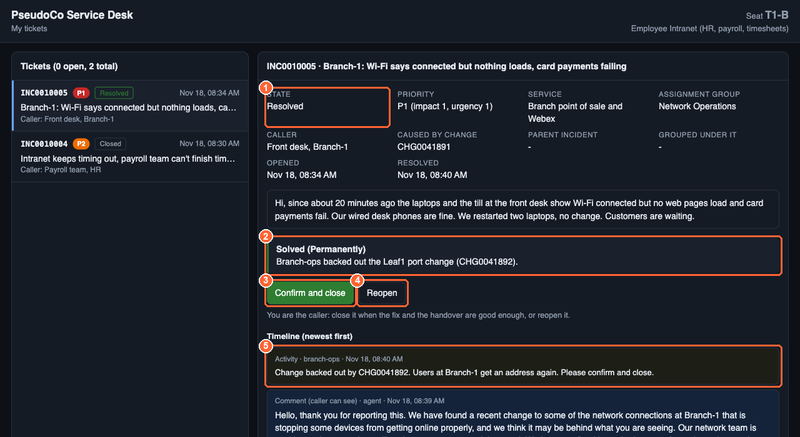 PseudoCo Service Desk
My tickets
Seat T1-B
Employee Intranet (HR, payroll, timesheets)
Tickets (0 open, 2 total)
INC0010005 P1 Resolved Nov 18, 08:34 AM
Branch-1: Wi-Fi says connected but nothing loads, ca...
Caller: Front desk, Branch-1
INC0010004 P2 Closed Nov 18, 08:30 AM
Intranet keeps timing out, payroll team can't finish tim...
Caller: Payroll team, HR
INC0010005 · Branch-1: Wi-Fi says connected but nothing loads, card payments failing
1
STATE PRIORITY SERVICE ASSIGNMENT GROUP
Resolved P1 (impact 1, urgency 1) Branch point of sale and Network Operations
Webex
CALLER CAUSED BY CHANGE PARENT INCIDENT GROUPED UNDER IT
Front desk, Branch-1 CHG0041891 - -
OPENED RESOLVED
Nov 18, 08:34 AM Nov 18, 08:40 AM
Hi, since about 20 minutes ago the laptops and the till at the front desk show Wi-Fi connected but no web pages load and card
payments fail. Our wired desk phones are fine. We restarted two laptops, no change. Customers are waiting.
2
Solved (Permanently)
Branch-ops backed out the Leaf1 port change (CHG0041892).
3 4
Confirm and close Reopen
You are the caller: close it when the fix and the handover are good enough, or reopen it.
Timeline (newest first)
5
Activity · branch-ops · Nov 18, 08:40 AM
Change backed out by CHG0041892. Users at Branch-1 get an address again. Please confirm and close.
Comment (caller can see) · agent · Nov 18, 08:39 AM
Hello, thank you for reporting this. We have found a recent change to some of the network connections at Branch-1 that is
stopping some devices from getting online properly, and we think it may be behind what you are seeing. Our network team is